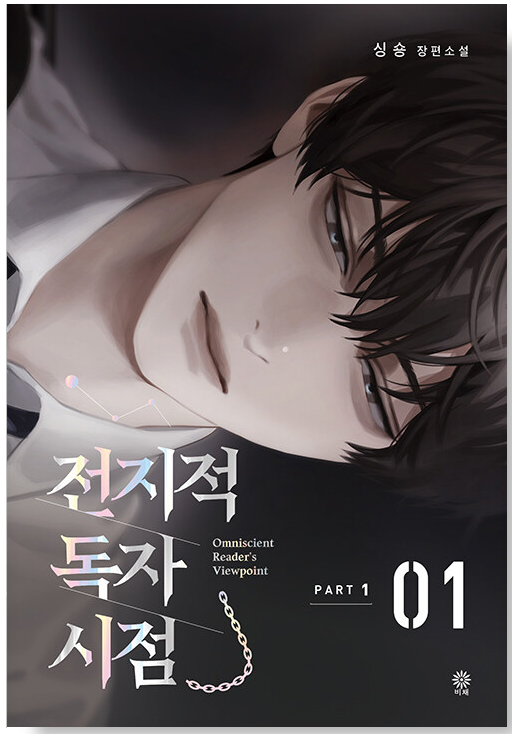 싱숑 장편소설
전지적
독자
시점
Omniscient
Reader's
Viewpoint
PART 1
01
비채